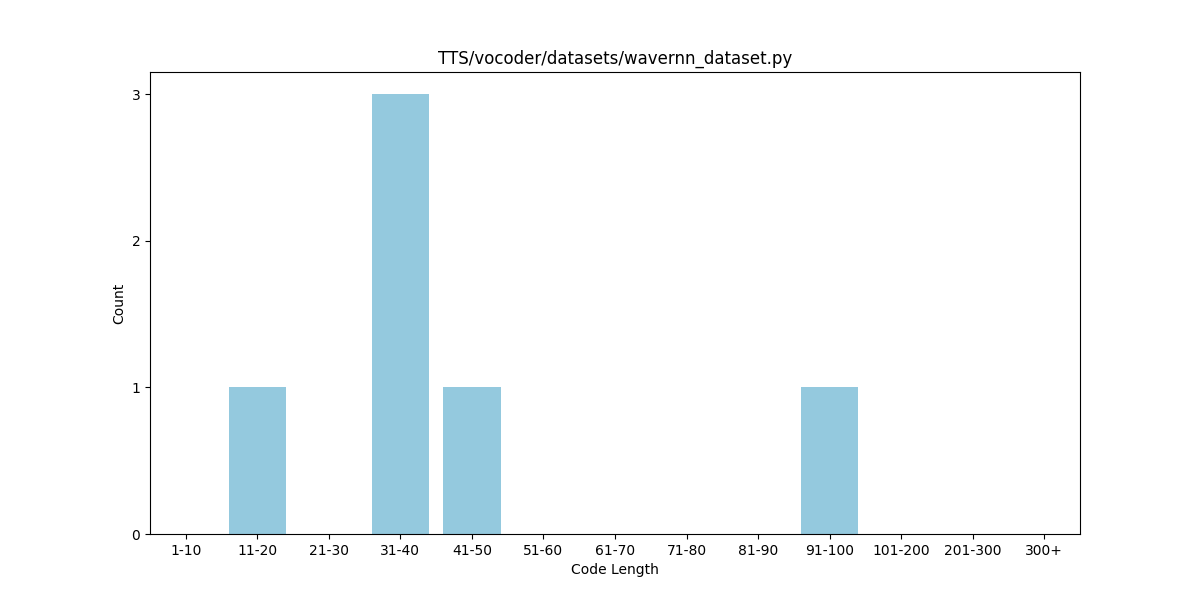 TTS/vocoder/datasets/wavernn_dataset.py
3
2
1
0
Count
1-10 11-20 21-30 31-40 41-50 51-60 61-70 71-80 81-90 91-100 101-200 201-300 300+
Code Length